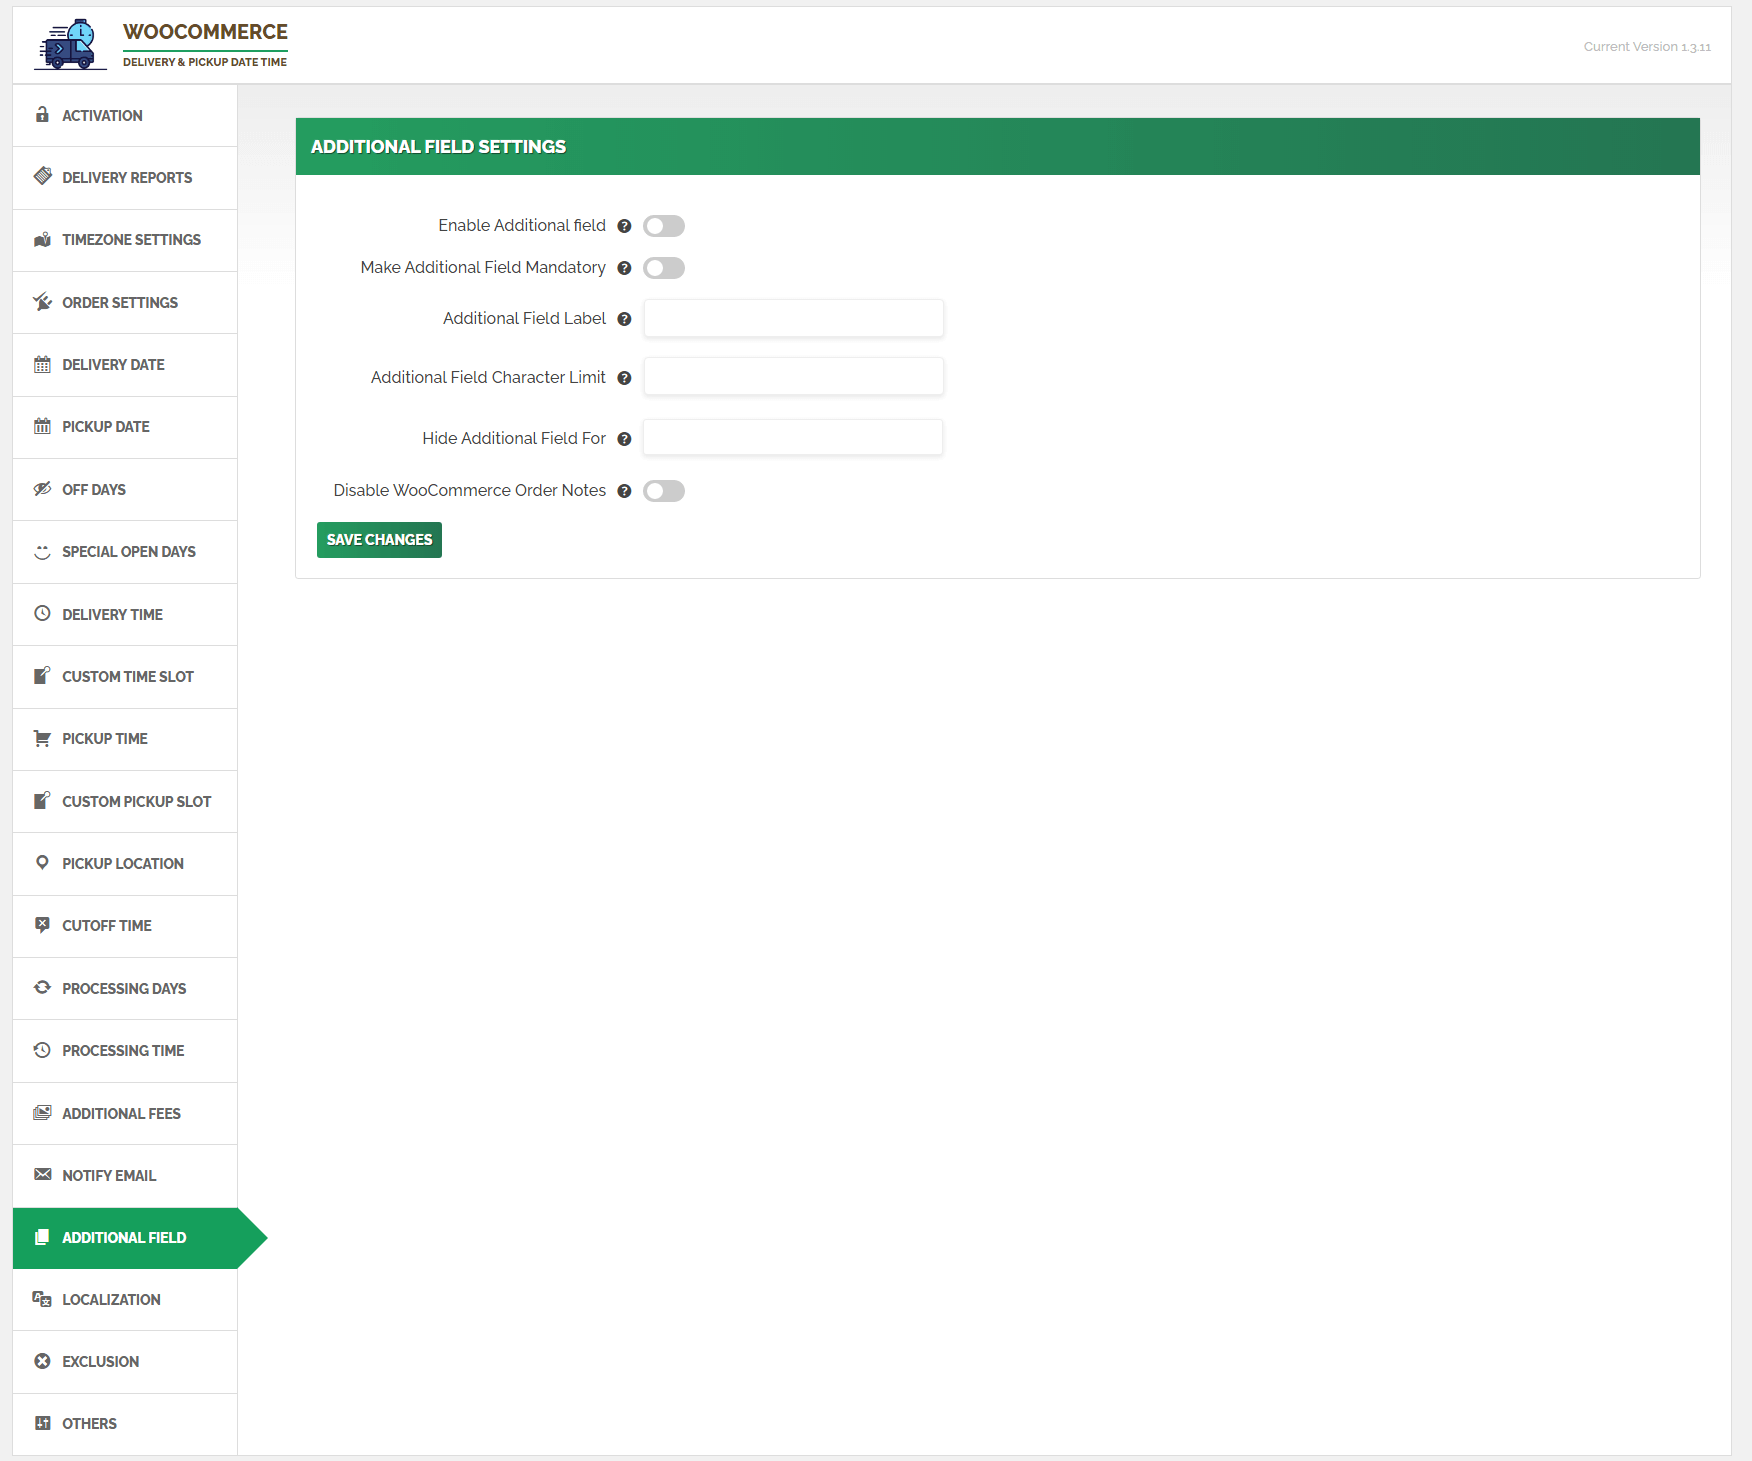 WOOCOMMERCE
DELIVERY & PICKUP DATE TIME
Current Version 1.3.11
ACTIVATION
DELIVERY REPORTS
TIMEZONE SETTINGS
ORDER SETTINGS
DELIVERY DATE
PICKUP DATE
OFF DAYS
SPECIAL OPEN DAYS
DELIVERY TIME
CUSTOM TIME SLOT
PICKUP TIME
CUSTOM PICKUP SLOT
PICKUP LOCATION
CUTOFF TIME
PROCESSING DAYS
PROCESSING TIME
ADDITIONAL FEES
NOTIFY EMAIL
ADDITIONAL FIELD
LOCALIZATION
EXCLUSION
OTHERS
ADDITIONAL FIELD SETTINGS
Enable Additional field
Make Additional Field Mandatory
Additional Field Label
Additional Field Character Limit
Hide Additional Field For
Disable WooCommerce Order Notes
SAVE CHANGES